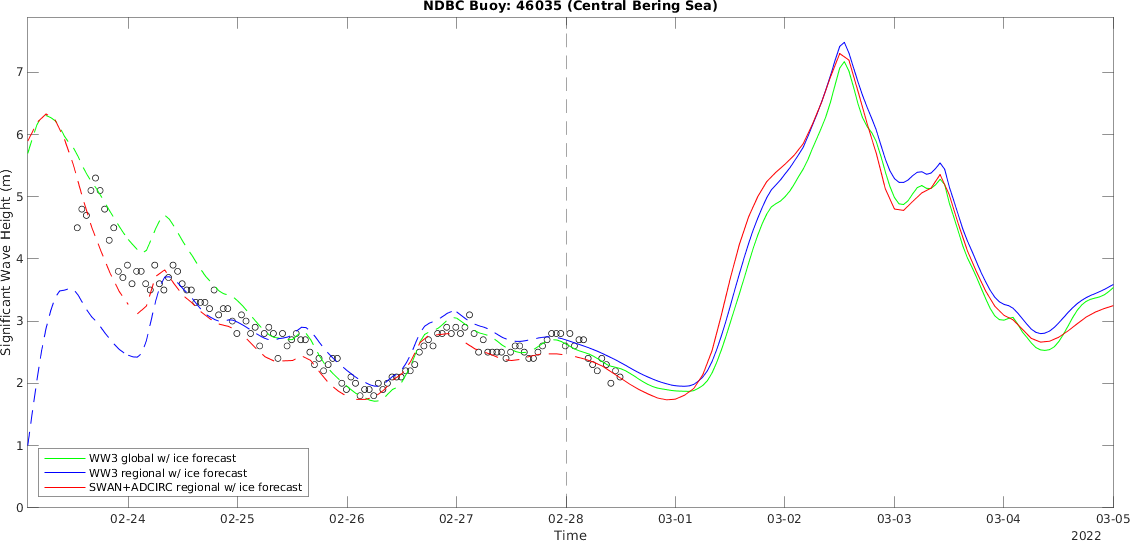 NDBC Buoy: 46035 (Central Bering Sea)
Significant Wave Height (m)
7
6
5
4
3
2
1
0
WW3 global w/ ice forecast
WW3 regional w/ ice forecast
SWAN+ADCIRC regional w/ ice forecast
02-24 02-25 02-26 02-27 02-28 03-01 03-02 03-03 03-04 03-05
Time
2022